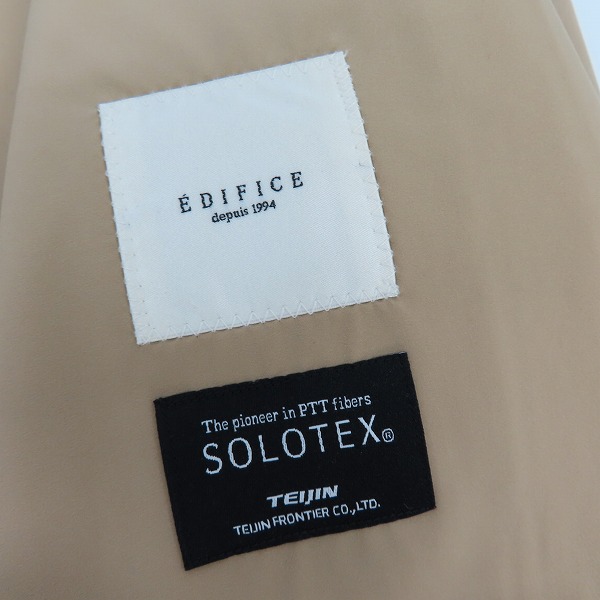 ÉDIFICE
depuis 1994
The pioneer in PTT fibers
SOLOTEX®
TEIJIN
TEIJIN FRONTIER CO.,LTD.